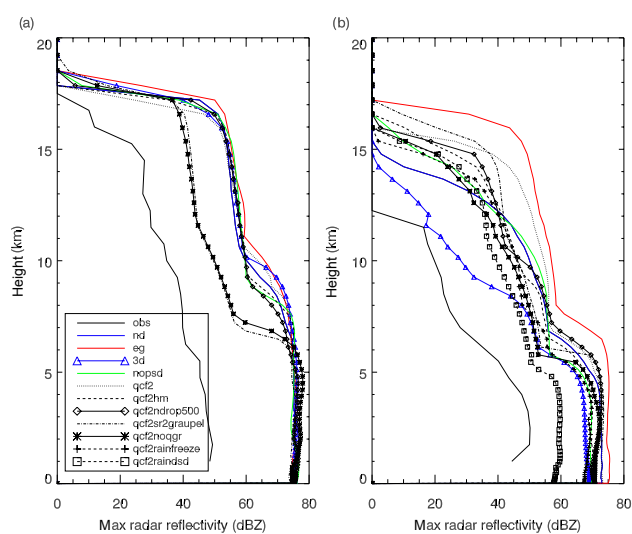 (a)
(b)
20
15
10
5
0
Height (km)
obs
nd
eg
3d
nopsd
qcf2
qcf2hm
qcf2ndrop500
qcf2sr2graupel
qcf2noqgr
qcf2rainfreeze
qcf2raindsd
0 20 40 60 80
Max radar reflectivity (dBZ)
20
15
10
5
0
Height (km)
0 20 40 60 80
Max radar reflectivity (dBZ)